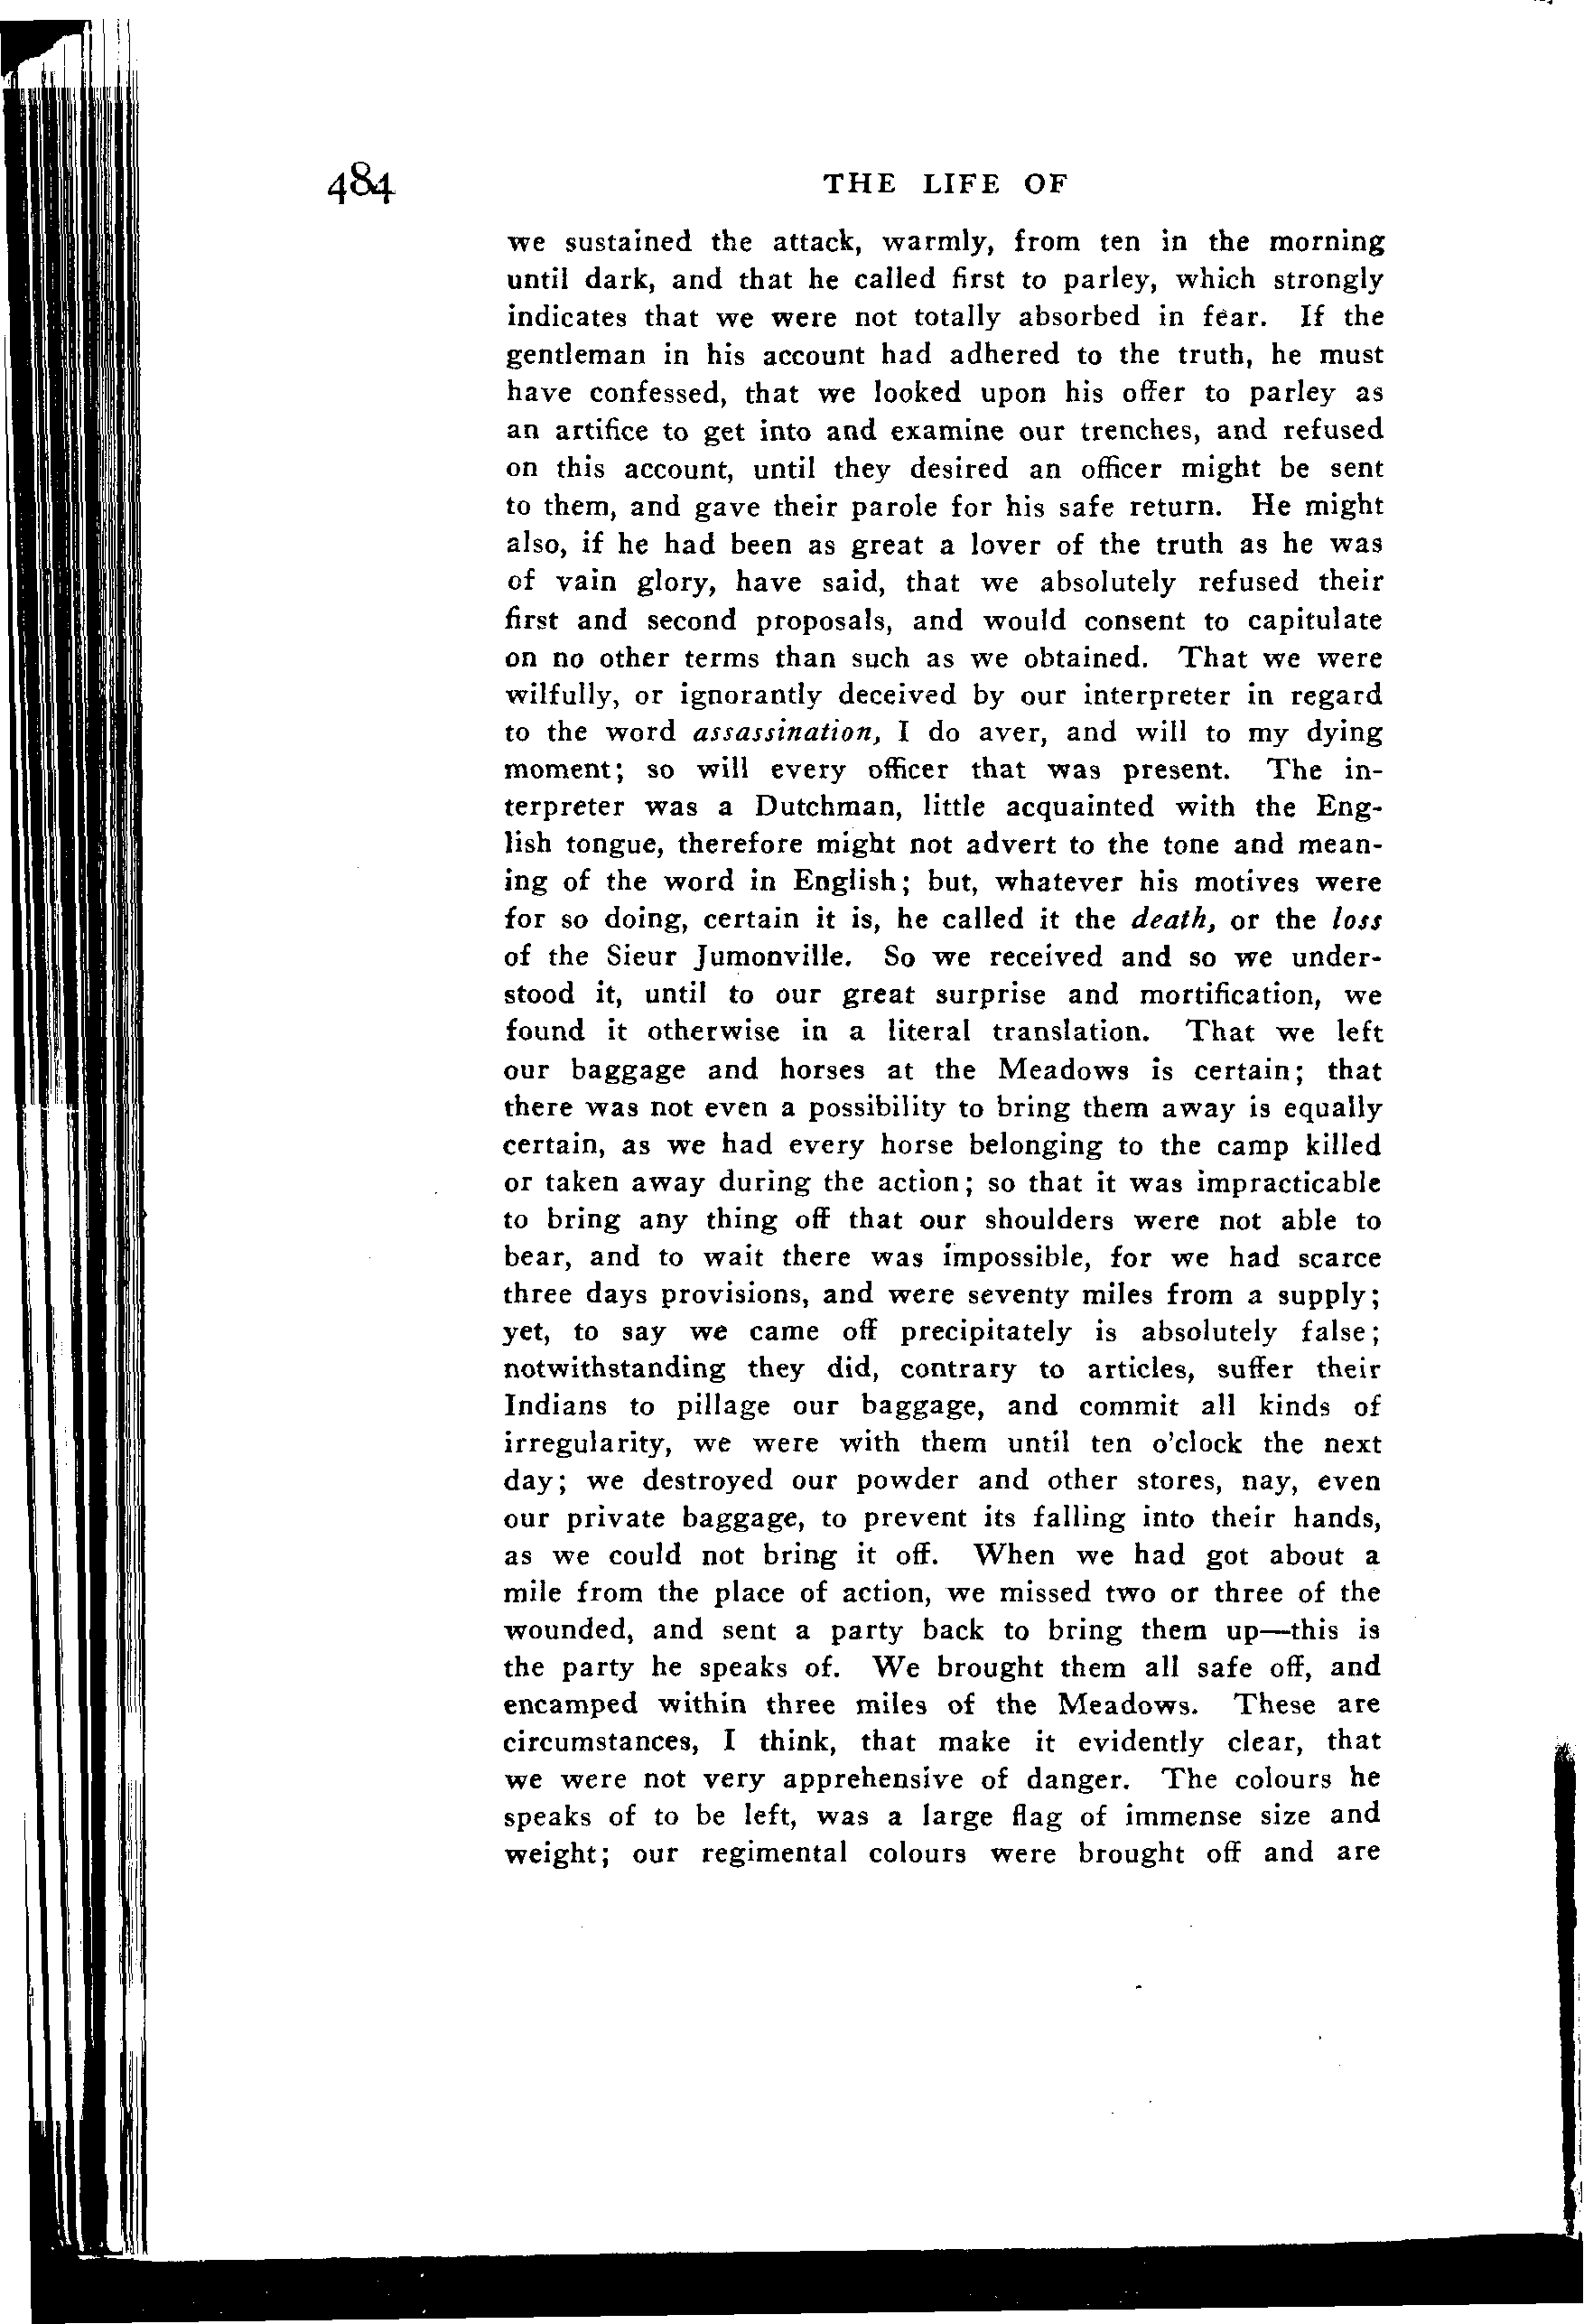 484
THE LIFE OF
we sustained the attack, warmly, from ten in the morning
until dark, and that he called first to parley, which strongly
indicates that we were not totally absorbed in fear. If the
gentleman in his account had adhered to the truth, he must
have confessed, that we looked upon his offer to parley as
an artifice to get into and examine our trenches, and refused
on this account, until they desired an officer might be sent
to them, and gave their parole for his safe return. He might
also, if he had been as great a lover of the truth as he was
of vain glory, have said, that we absolutely refused their
first and second proposals, and would consent to capitulate
on no other terms than such as we obtained. That we were
wilfully, or ignorantly deceived by our interpreter in regard
to the word assassination, I do aver, and will to my dying
moment; so will every officer that was present. The in-
terpreter was a Dutchman, little acquainted with the Eng-
lish tongue, therefore might not advert to the tone and mean-
ing of the word in English; but, whatever his motives were
for so doing, certain it is, he called it the death, or the loss
of the Sieur Jumonville. So we received and so we under-
stood it, until to our great surprise and mortification, we
found it otherwise in a literal translation. That we left
our baggage and horses at the Meadows is certain; that
there was not even a possibility to bring them away is equally
certain, as we had every horse belonging to the camp killed
or taken away during the action; so that it was impracticable
to bring any thing off that our shoulders were not able to
bear, and to wait there was impossible, for we had scarce
three days provisions, and were seventy miles from a supply;
yet, to say we came off precipitately is absolutely false;
notwithstanding they did, contrary to articles, suffer their
Indians to pillage our baggage, and commit all kinds of
irregularity, we were with them until ten o'clock the next
day; we destroyed our powder and other stores, nay, even
our private baggage, to prevent its falling into their hands,
as we could not bring it off. When we had got about a
mile from the place of action, we missed two or three of the
wounded, and sent a party back to bring them up—this is
the party he speaks of. We brought them all safe off, and
encamped within three miles of the Meadows. These are
circumstances, I think, that make it evidently clear, that
we were not very apprehensive of danger. The colours he
speaks of to be left, was a large flag of immense size and
weight; our regimental colours were brought off and are